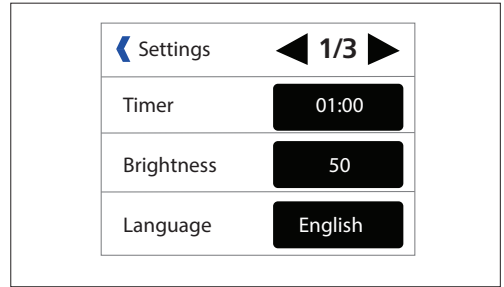 Settings 1/3
Timer 01:00
Brightness 50
Language English